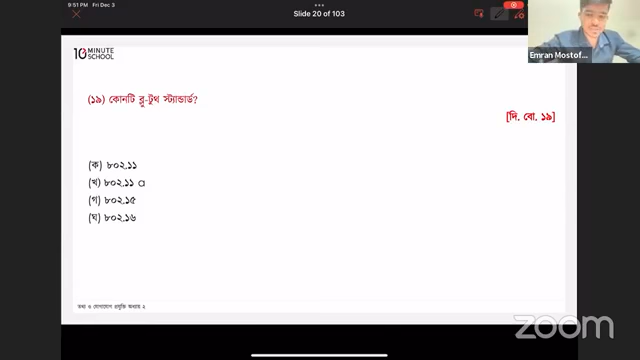 9:51 PM Fri Dec 3
Slide 20 of 103
Emran Mostof...
10 MINUTE SCHOOL
(১৯) কোনটি ব্লু-টুথ স্ট্যান্ডার্ড?
[দি. বো. ১৯]
(ক) ৮০২.১১
(খ) ৮০২.১১ ○
(গ) ৮০২.১৫
(ঘ) ৮০২.১৬
তথ্য ও যোগাযোগ প্রযুক্তি অধ্যায় ২
zoom